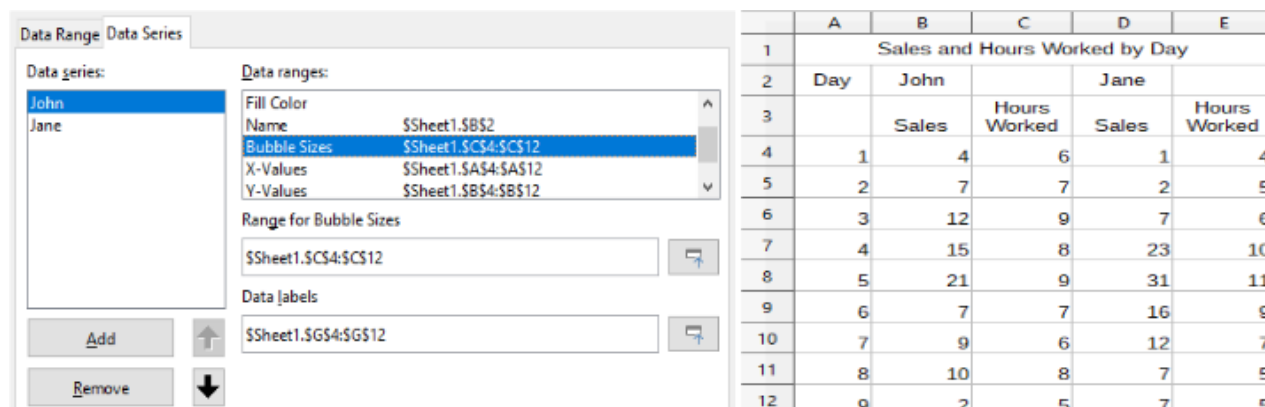 Data Range Data Series
Data series:
John
Jane
Add
Remove
Data ranges:
Fill Color
Name $Sheet1.$B$2
Bubble Sizes $Sheet1.$C$4:$C$12
X-Values $Sheet1.$A$4:$A$12
Y-Values $Sheet1.$B$4:$B$12
Range for Bubble Sizes
$Sheet1.$C$4:$C$12
Data labels
$Sheet1.$G$4:$G$12
A B C D E
1 Sales and Hours Worked by Day
2 Day John Jane
3 Sales Hours Worked Sales Hours Worked
4 1 4 6 1 4
5 2 7 7 2
6 3 12 9 7 6
7 4 15 8 23 10
8 5 21 9 31 11
9 6 7 7 16 9
10 7 9 6 12 7
11 8 10 8 7
12 9 2 5 7